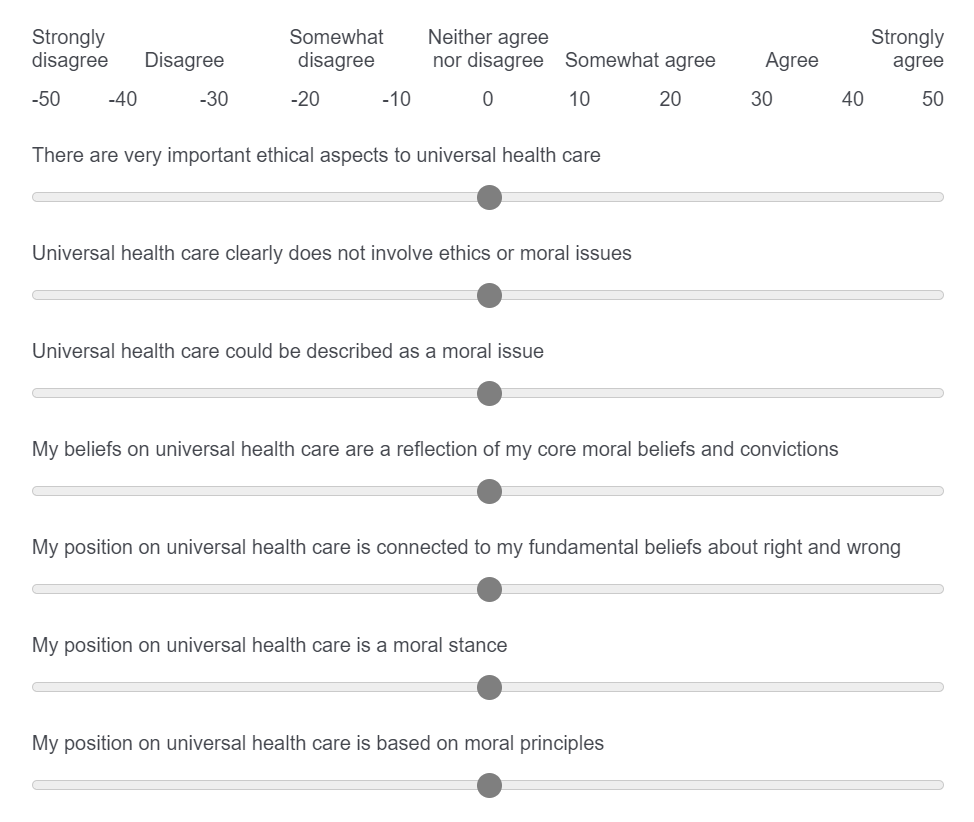 Strongly disagree Disagree Somewhat disagree Neither agree nor disagree Somewhat agree Agree Strongly agree
-50 -40 -30 -20 -10 0 10 20 30 40 50
There are very important ethical aspects to universal health care
Universal health care clearly does not involve ethics or moral issues
Universal health care could be described as a moral issue
My beliefs on universal health care are a reflection of my core moral beliefs and convictions
My position on universal health care is connected to my fundamental beliefs about right and wrong
My position on universal health care is a moral stance
My position on universal health care is based on moral principles